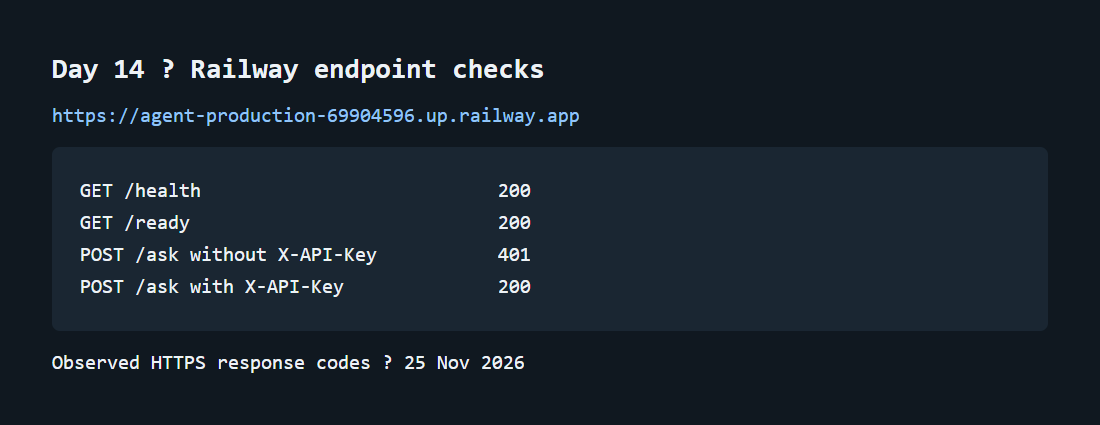 Day 14 ? Railway endpoint checks
https://agent-production-69904596.up.railway.app
GET /health 200
GET /ready 200
POST /ask without X-API-Key 401
POST /ask with X-API-Key 200
Observed HTTPS response codes ? 25 Nov 2026